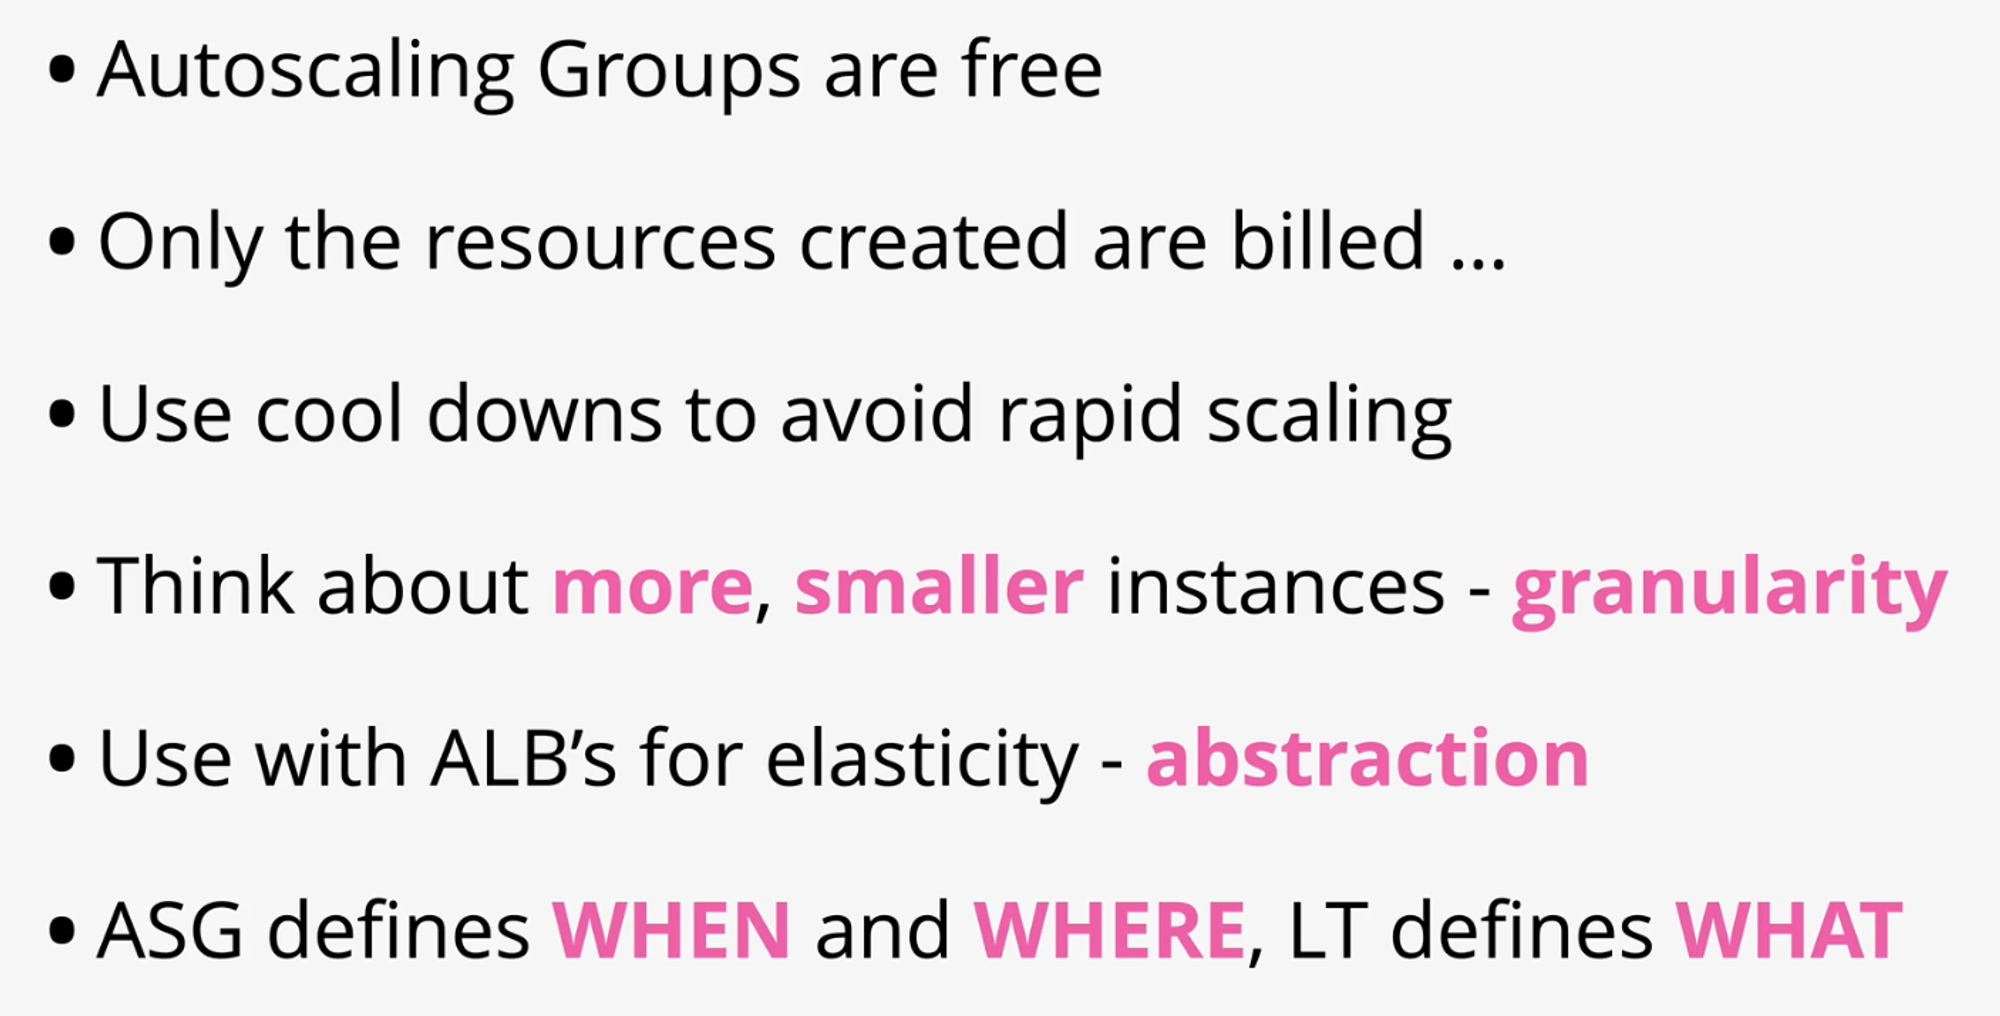 • Autoscaling Groups are free
• Only the resources created are billed ...
• Use cool downs to avoid rapid scaling
• Think about more, smaller instances - granularity
• Use with ALB’s for elasticity - abstraction
• ASG defines WHEN and WHERE, LT defines WHAT